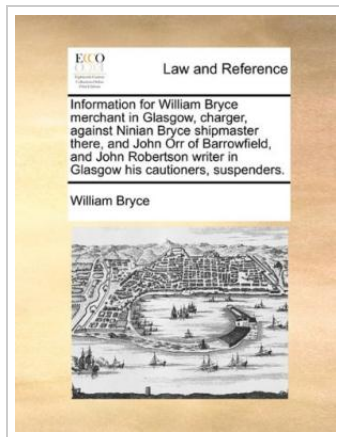 ECCO
Law and Reference
Information for William Bryce
merchant in Glasgow, charger,
against Ninian Bryce shipmaster
there, and John Orr of Barrowfield,
and John Robertson writer in
Glasgow his cautioners, suspenders.
William Bryce